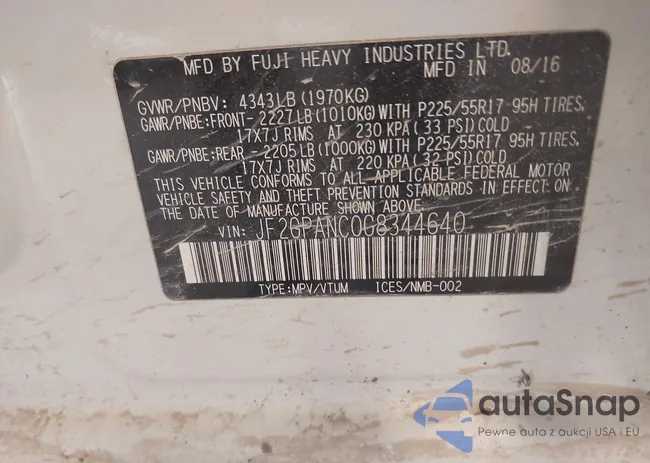 MFD BY FUJI HEAVY INDUSTRIES LTD.
MFD IN 08/16
GVWR/PNBV: 4343LB(1970KG)
GAWR/PNBE:FRONT-2227LB(1010KG)WITH P225/55R17 95H TIRES,
17X7J RIMS AT 230 KPA(33 PSI)COLD
GAWR/PNBE:REAR -2205LB(1000KG)WITH P225/55R17 95H TIRES,
17X7J RIMS AT 220 KPA(32 PSI)COLD
THIS VEHICLE CONFORMS TO ALL APPLICABLE FEDERAL MOTOR
VEHICLE SAFETY AND THEFT PREVENTION STANDARDS IN EFFECT ON
THE DATE OF MANUFACTURE SHOWN ABOVE.
VIN: JF2GPANC0G8344640
TYPE:MPV/VTUM ICES/NMB-002
autoSnap
Pewne auta z aukcji USA i EU